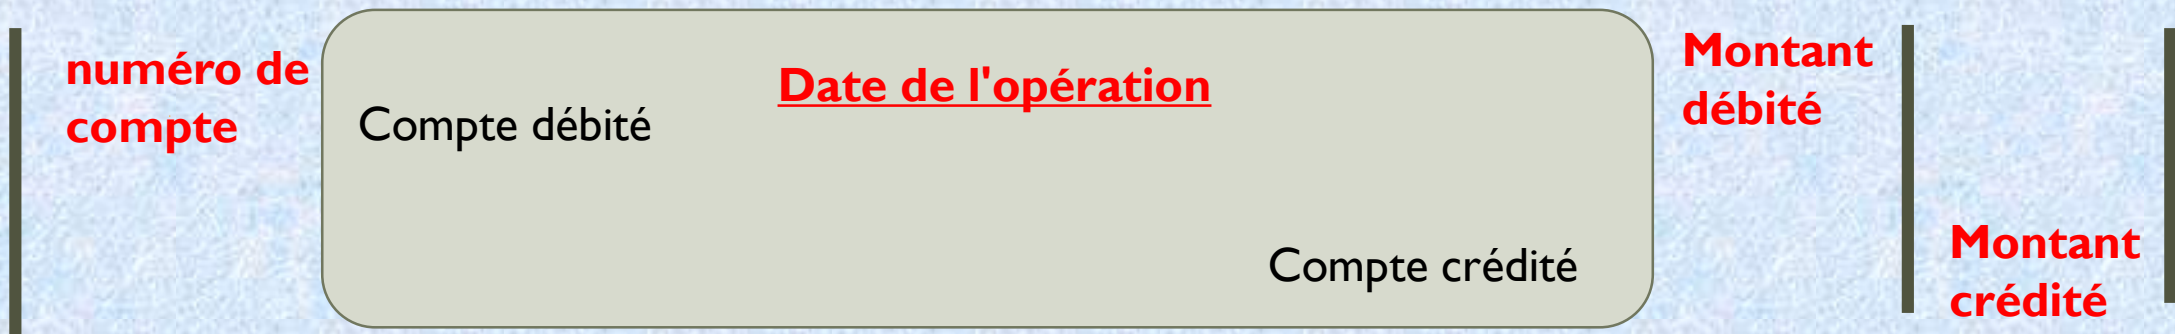 numéro de
compte
Date de l'opération
Compte débité
Compte crédité
Montant
débité
Montant
crédité